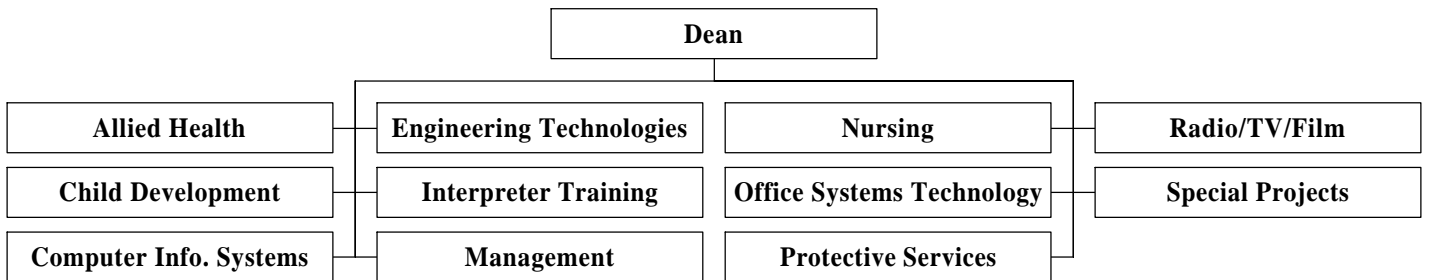 Dean
Allied Health
Engineering Technologies
Nursing
Radio/TV/Film
Child Development
Interpreter Training
Office Systems Technology
Special Projects
Computer Info. Systems
Management
Protective Services